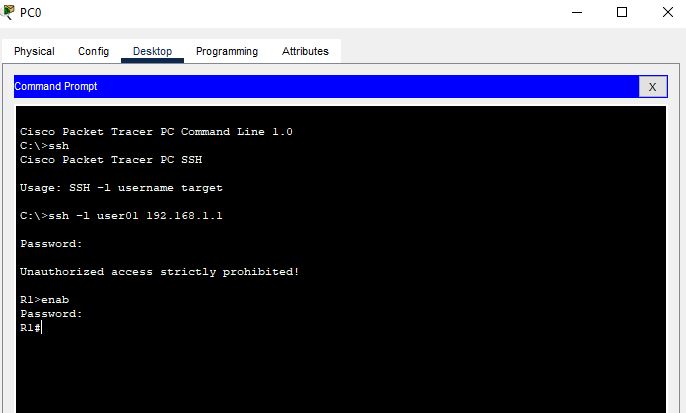 PC0
Physical Config Desktop Programming Attributes
Command Prompt X
Cisco Packet Tracer PC Command Line 1.0
C:\>ssh
Cisco Packet Tracer PC SSH
Usage: SSH -l username target
C:\>ssh -l user01 192.168.1.1
Password:
Unauthorized access strictly prohibited!
R1>enab
Password:
R1#